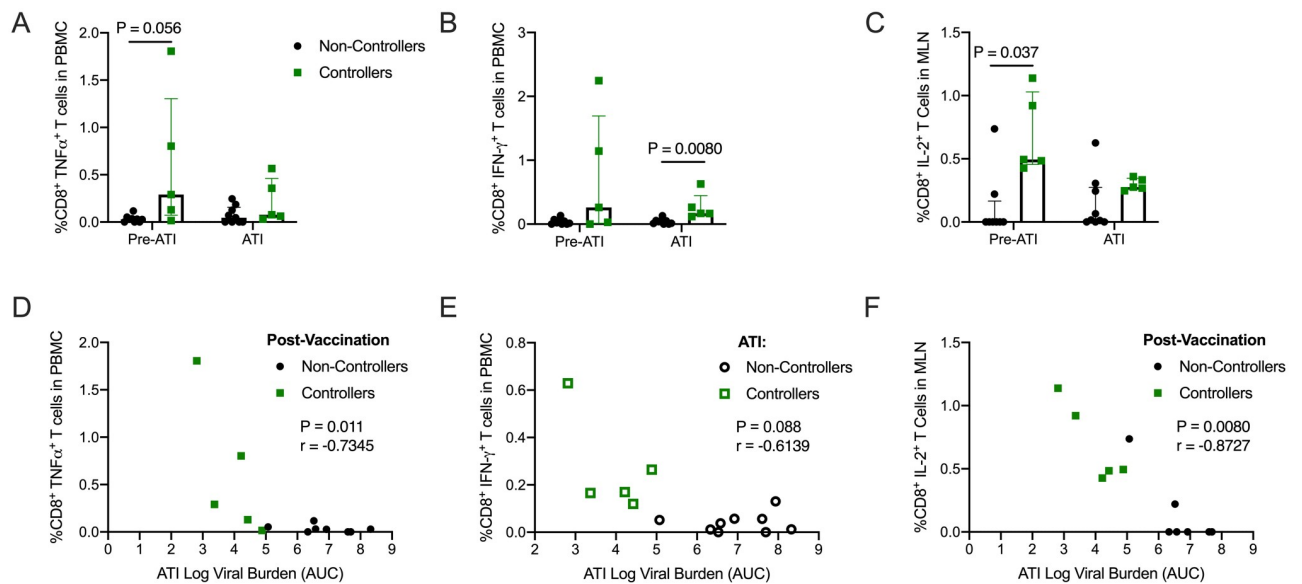 A
%CD8⁺ TNFα⁺ T cells in PBMC
2.0
1.5
1.0
0.5
0.0
P = 0.056
Pre-ATI
ATI
Non-Controllers
Controllers
B
%CD8⁺ IFN-γ⁺ T cells in PBMC
3
2
1
0
P = 0.0080
Pre-ATI
ATI
C
%CD8⁺ IL-2⁺ T Cells in MLN
1.5
1.0
0.5
0.0
P = 0.037
Pre-ATI
ATI
D
%CD8⁺ TNFα⁺ T cells in PBMC
2.0
1.5
1.0
0.5
0.0
Post-Vaccination
Non-Controllers
Controllers
P = 0.011
r = -0.7345
0 1 2 3 4 5 6 7 8 9
ATI Log Viral Burden (AUC)
E
%CD8⁺ IFN-γ⁺ T cells in PBMC
0.8
0.6
0.4
0.2
0.0
ATI:
Non-Controllers
Controllers
P = 0.088
r = -0.6139
2 3 4 5 6 7 8 9
ATI Log Viral Burden (AUC)
F
%CD8⁺ IL-2⁺ T Cells in MLN
1.5
1.0
0.5
0.0
Post-Vaccination
Non-Controllers
Controllers
P = 0.0080
r = -0.8727
0 1 2 3 4 5 6 7 8 9
ATI Log Viral Burden (AUC)